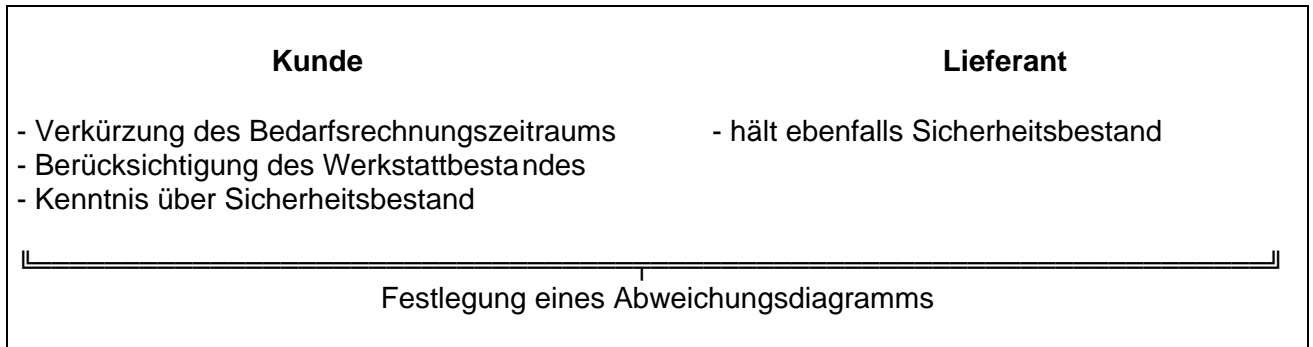 Kunde Lieferant
- Verkürzung des Bedarfsrechnungszeitraums - hält ebenfalls Sicherheitsbestand
- Berücksichtigung des Werkstattbestandes
- Kenntnis über Sicherheitsbestand
Festlegung eines Abweichungsdiagramms